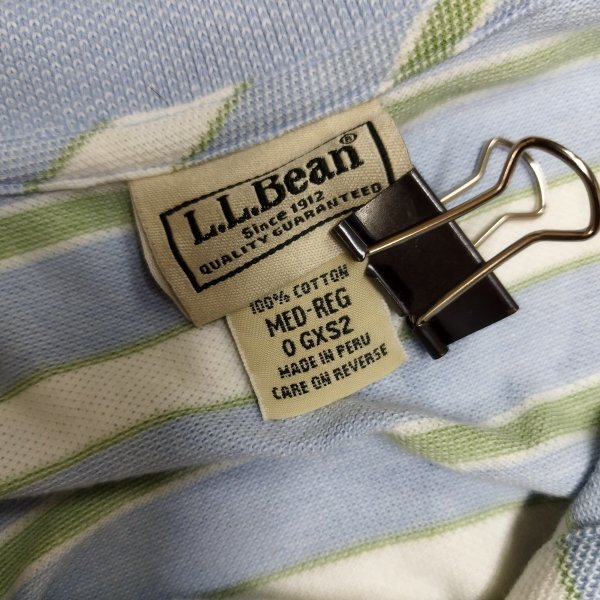 L.L.Bean®
Since 1912
QUALITY GUARANTEED
100% COTTON
MED-REG
0 GXS2
MADE IN PERU
CARE ON REVERSE